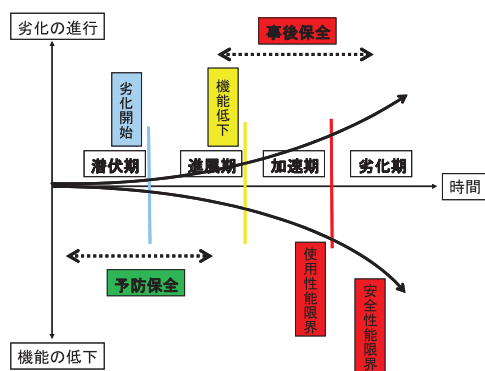 劣化の進行
事後保全
劣化開始
機能低下
潜伏期
進展期
加速期
劣化期
時間
予防保全
使用性能限界
安全性能限界
機能の低下